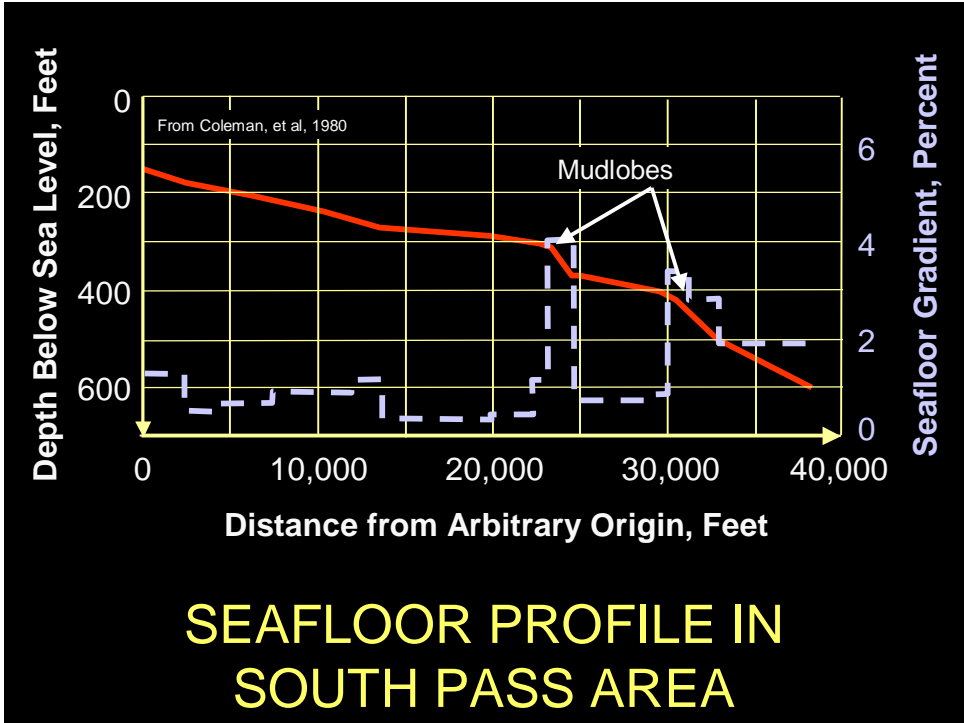 Depth Below Sea Level, Feet
0
200
400
600
From Coleman, et al, 1980
Mudlobes
6
4
2
0
Seafloor Gradient, Percent
0
10,000
20,000
30,000
40,000
Distance from Arbitrary Origin, Feet
SEAFLOOR PROFILE IN
SOUTH PASS AREA